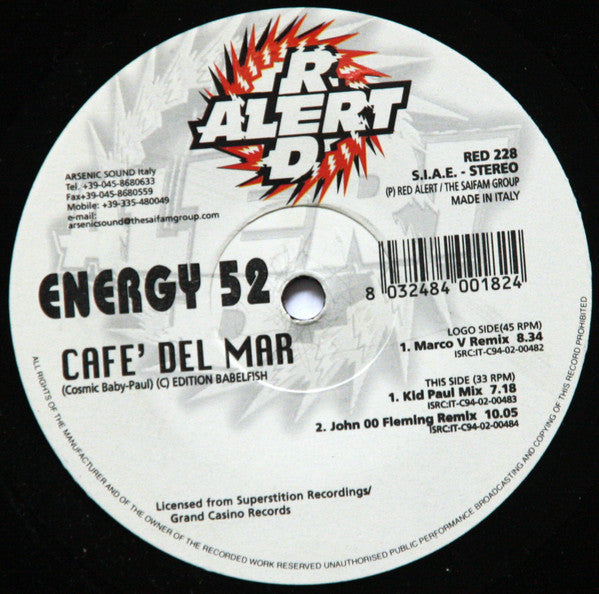 RED
ALERT
ARSENIC SOUND Italy
Tel. +39-045-8680633
Fax+39-045-8680559
Mobile: +39-335-480049
e-mail:
arsenicsound@thesaifamgroup.com
RED 228
S.I.A.E. - STEREO
(P) RED ALERT / THE SAIFAM GROUP
MADE IN ITALY
ENERGY 52
8 032484 001824
CAFE' DEL MAR
(Cosmic Baby-Paul) (C) EDITION BABELFISH
LOGO SIDE(45 RPM)
1. Marco V Remix 8.34
ISRC:IT-C94-02-00482
THIS SIDE (33 RPM)
1. Kid Paul Mix 7.18
ISRC:IT-C94-02-00483
2. John 00 Fleming Remix 10.05
ISRC:IT-C94-02-00484
Licensed from Superstition Recordings/
Grand Casino Records
ALL RIGHTS OF THE MANUFACTURER AND OF THE OWNER OF THE RECORDED WORK RESERVED UNAUTHORISED PUBLIC PERFORMANCE BROADCASTING AND COPYING OF THIS RECORD PROHIBITED